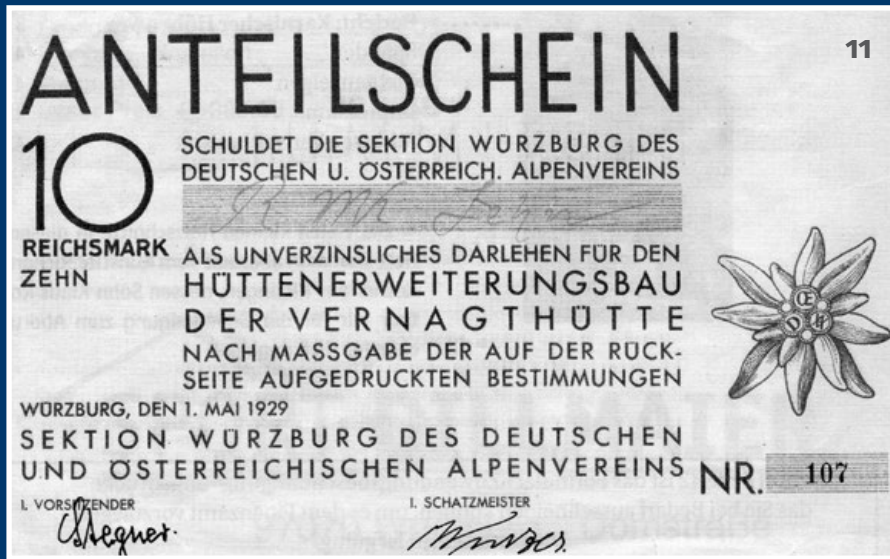 11
ANTEILSCHEIN
10
REICHSMARK
ZEHN
SCHULDET DIE SEKTION WÜRZBURG DES
DEUTSCHEN U. ÖSTERREICH. ALPENVEREINS
R Mk Zehn
ALS UNVERZINSLICHES DARLEHEN FÜR DEN
HÜTTENERWEITERUNGSBAU
DER VERNAGTHÜTTE
NACH MASSGABE DER AUF DER RÜCK-
SEITE AUFGEDRUCKTEN BESTIMMUNGEN
WÜRZBURG, DEN 1. MAI 1929
SEKTION WÜRZBURG DES DEUTSCHEN
UND ÖSTERREICHISCHEN ALPENVEREINS
NR. 107
I. VORSITZENDER
I. SCHATZMEISTER